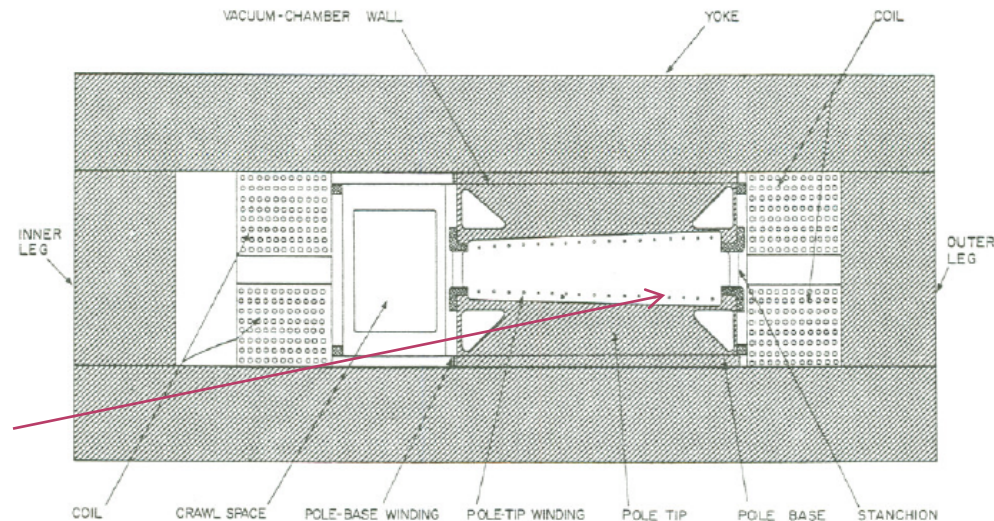 VACUUM-CHAMBER WALL
YOKE
COIL
INNER
LEG
OUTER
LEG
COIL
CRAWL SPACE
POLE-BASE WINDING
POLE-TIP WINDING
POLE TIP
POLE BASE
STANCHION